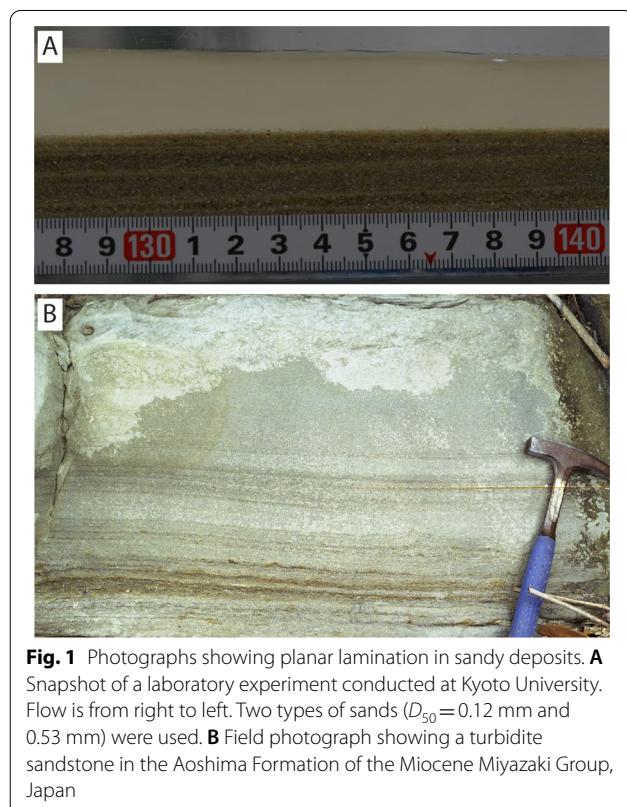 A
8 9 130 1 2 3 4 5 6 7 8 9 140
B
Fig. 1 Photographs showing planar lamination in sandy deposits. A
Snapshot of a laboratory experiment conducted at Kyoto University.
Flow is from right to left. Two types of sands (D50 = 0.12 mm and
0.53 mm) were used. B Field photograph showing a turbidite
sandstone in the Aoshima Formation of the Miocene Miyazaki Group,
Japan